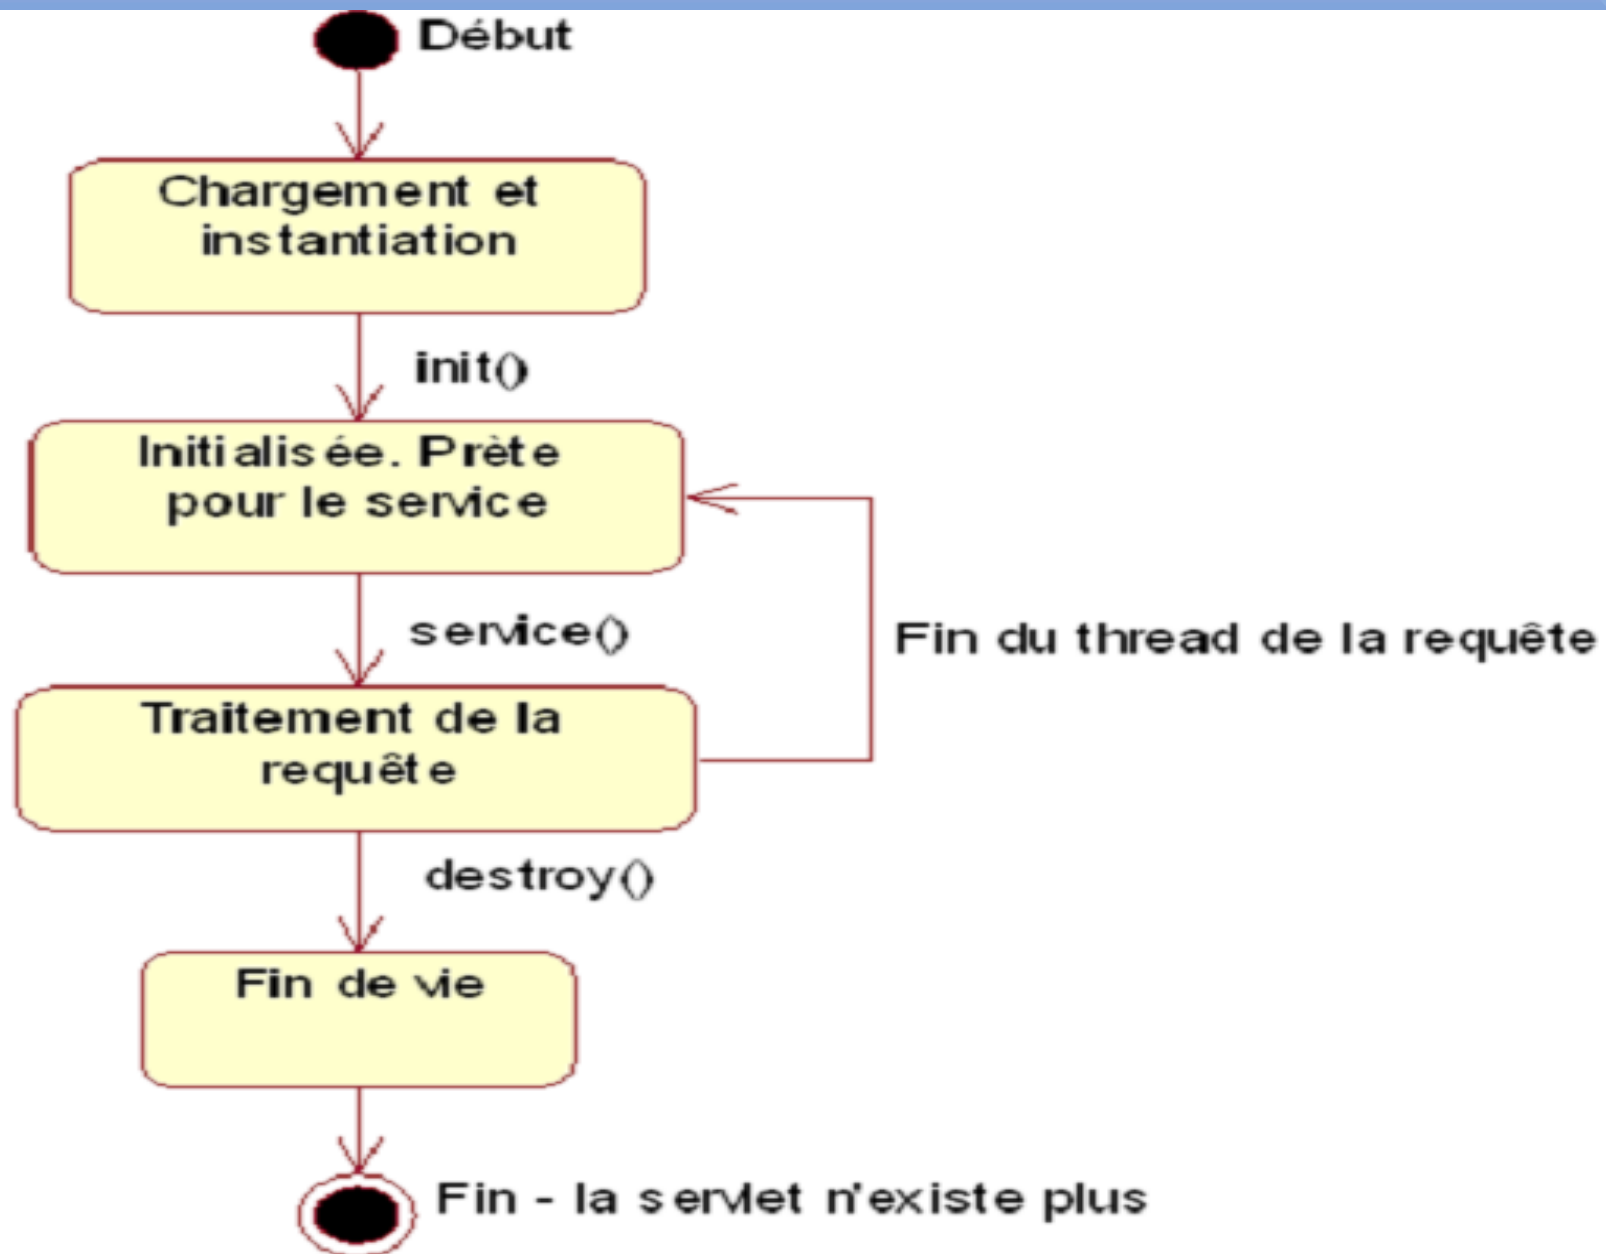 Début
Chargement et
instantiation
init()
Initialisée. Prète
pour le service
service()
Fin du thread de la requête
Traitement de la
requête
destroy()
Fin de vie
Fin - la servlet n'existe plus